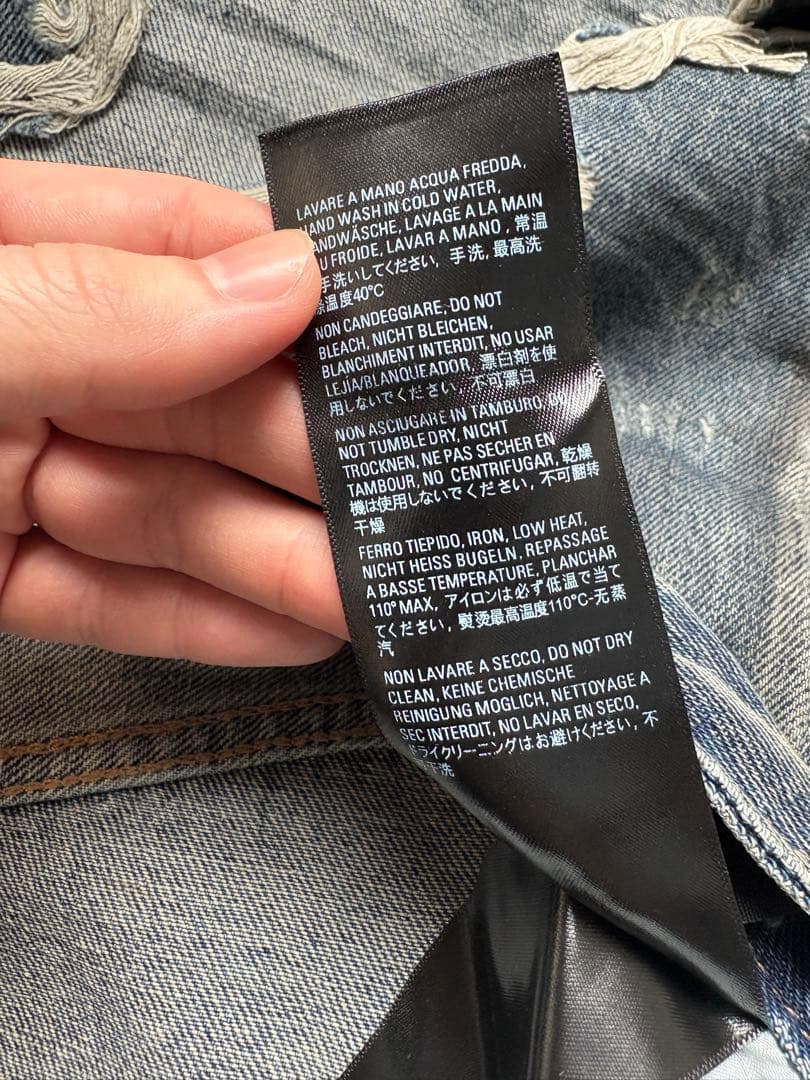 LAVARE A MANO ACQUA FREDDA,
HAND WASH IN COLD WATER,
HANDWÄSCHE, LAVAGE A LA MAIN
FROIDE, LAVAR A MANO , 常温
手洗いしてください, 手洗, 最高洗
温度40°C
NON CANDEGGIARE, DO NOT
BLEACH, NICHT BLEICHEN,
BLANCHIMENT INTERDIT, NO USAR
LEJÍA/BLANQUEADOR, 漂白剤を使
用しないでください, 不可漂白
NON ASCIUGARE IN TAMBURO,
NOT TUMBLE DRY, NICHT
TROCKNEN, NE PAS SECHER EN
TAMBOUR, NO CENTRIFUGAR, 乾燥
機は使用しないでください, 不可翻转
干燥
FERRO TIEPIDO, IRON, LOW HEAT,
NICHT HEISS BUGELN, REPASSAGE
A BASSE TEMPERATURE, PLANCHAR
110° MAX, アイロンは必ず低温で当て
てください, 熨烫最高温度110°C-无蒸
汽
NON LAVARE A SECCO, DO NOT DRY
CLEAN, KEINE CHEMISCHE
REINIGUNG MOGLICH, NETTOYAGE A
SEC INTERDIT, NO LAVAR EN SECO,
ドライクリーニングはお避けください, 不
干洗